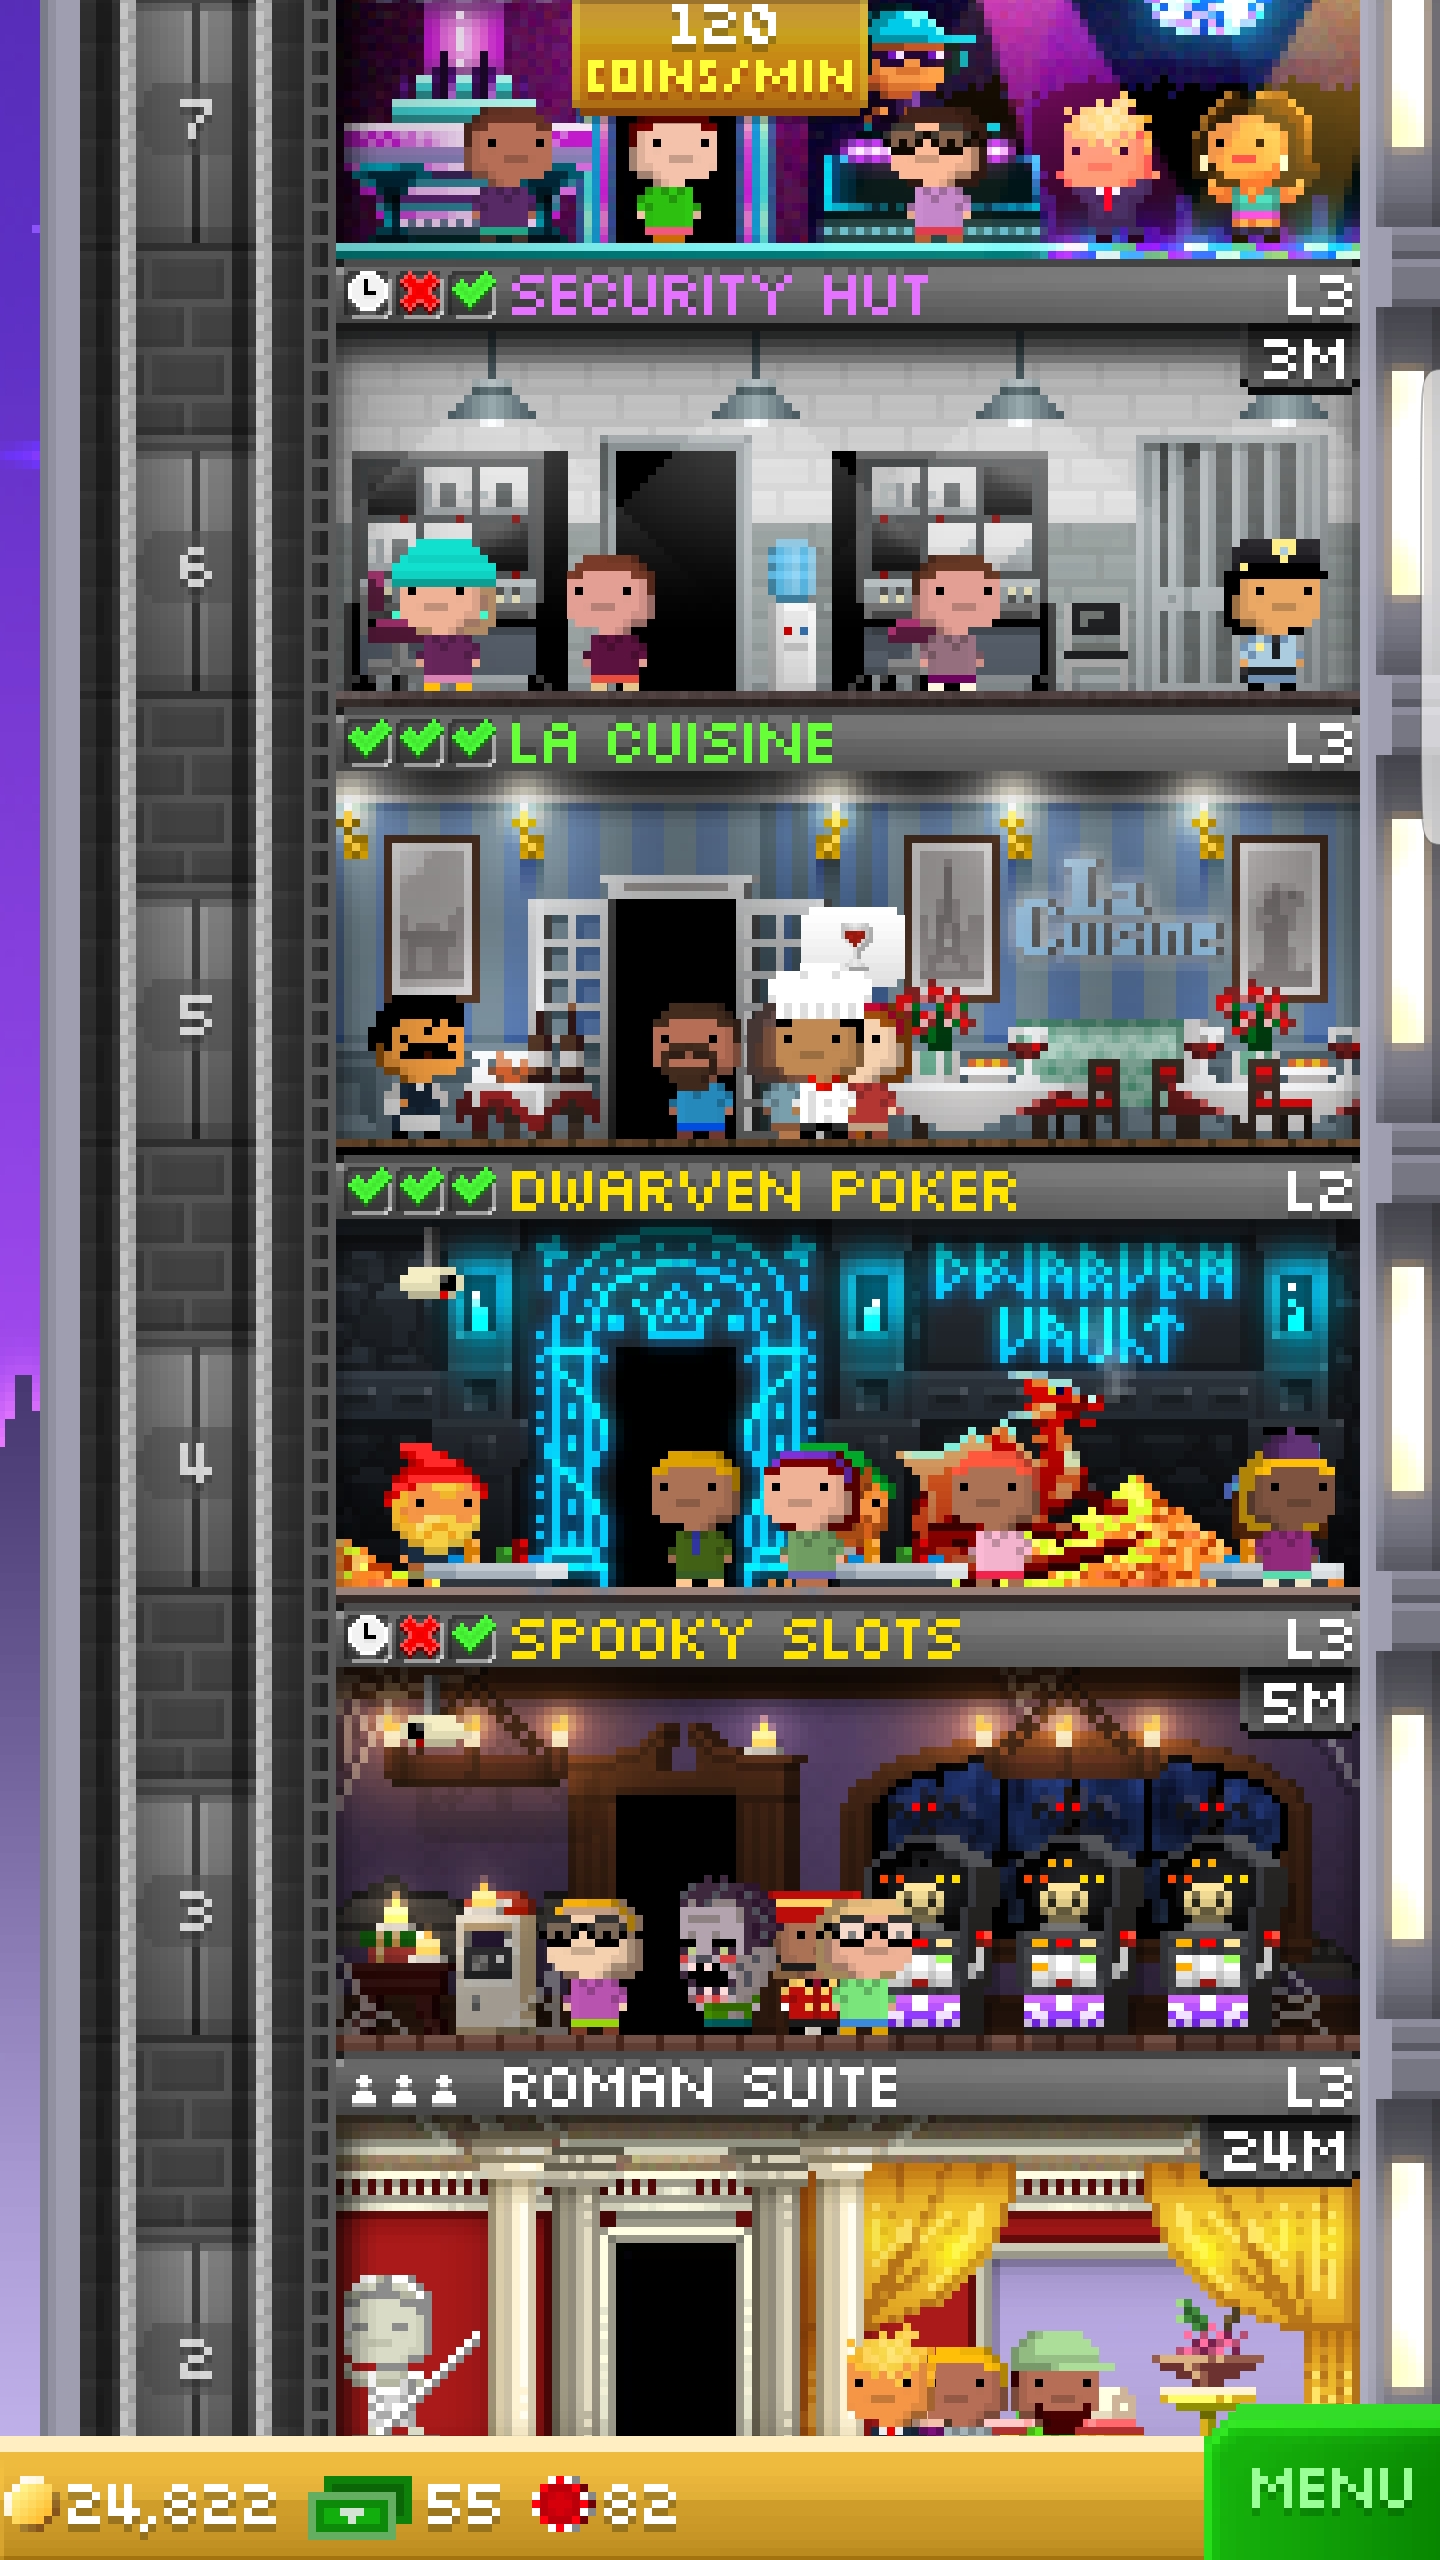 120
COINS/MIN
7
SECURITY HUT L3
3M
6
LA CUISINE L3
La
Cuisine
5
DWARVEN POKER L2
DWARVEN
VAULT
4
SPOOKY SLOTS L3
5M
3
ROMAN SUITE L3
24M
2
24,822 55 82 MENU